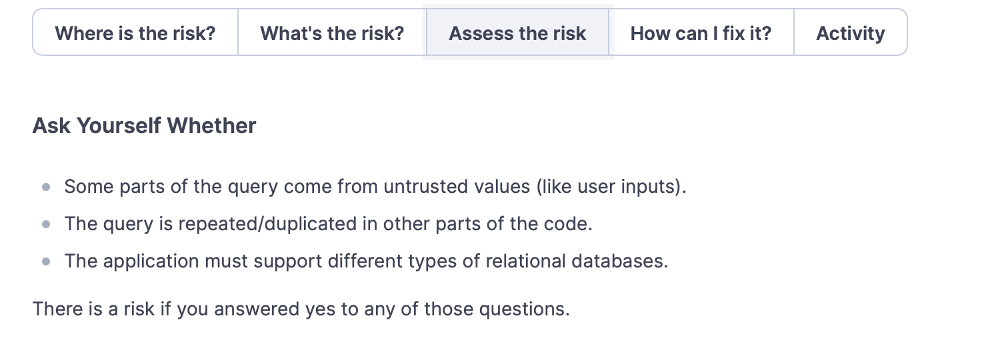 Where is the risk? What's the risk? Assess the risk How can I fix it? Activity
Ask Yourself Whether
Some parts of the query come from untrusted values (like user inputs).
The query is repeated/duplicated in other parts of the code.
The application must support different types of relational databases.
There is a risk if you answered yes to any of those questions.